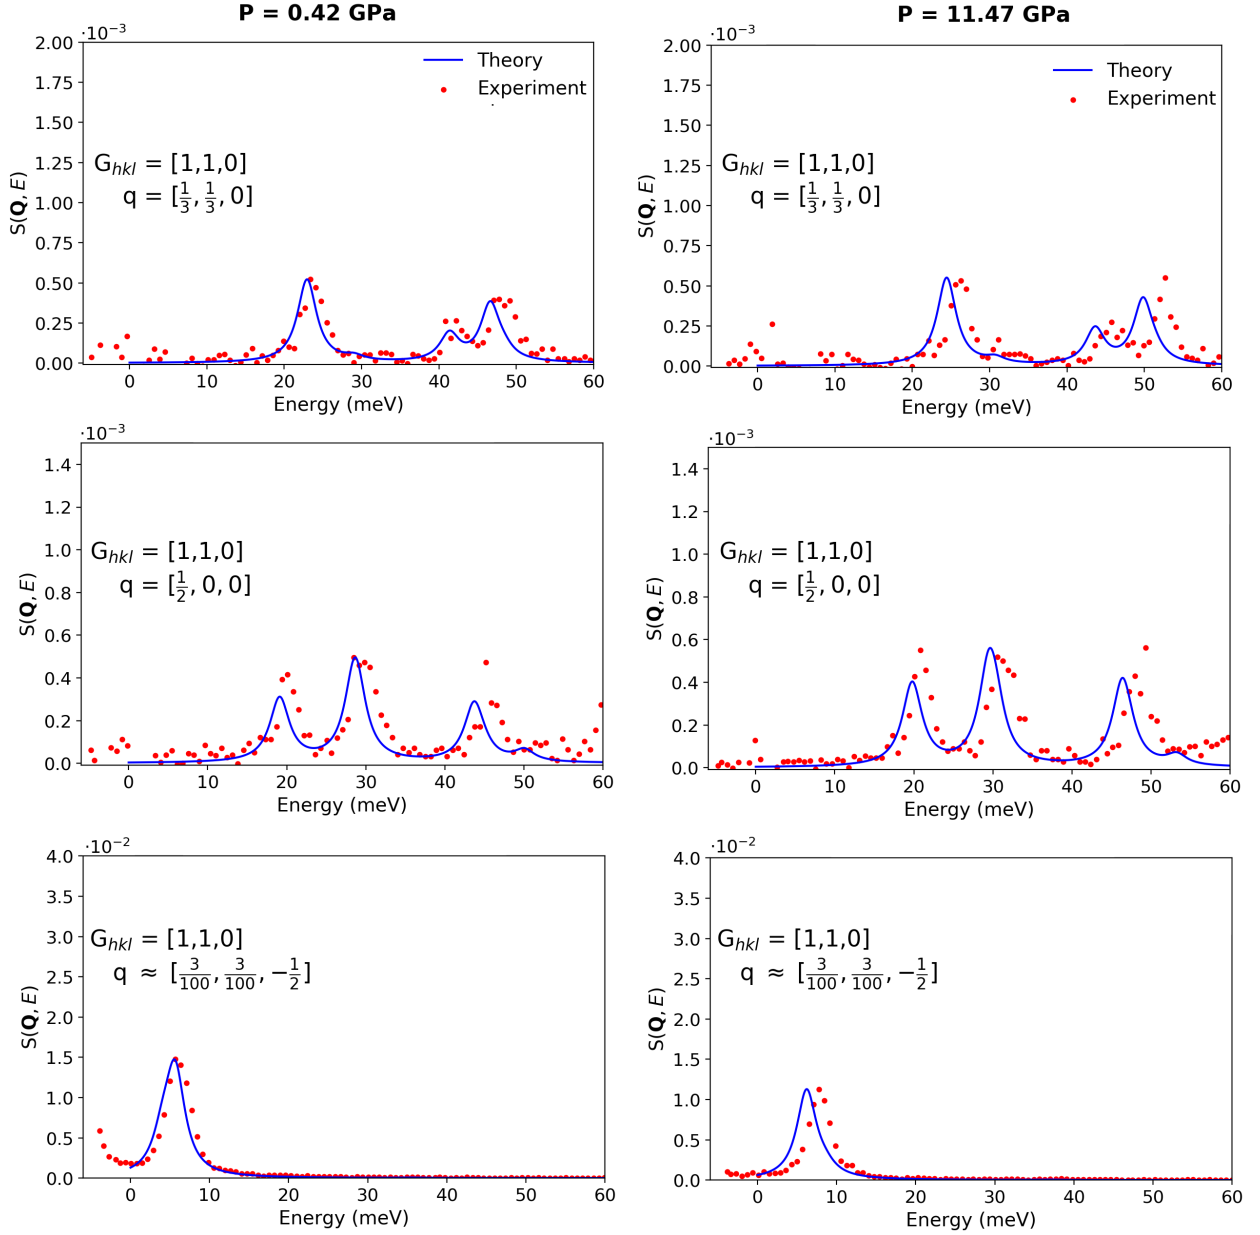 P = 0.42 GPa
·10⁻³
2.00
1.75
1.50
1.25
1.00
0.75
0.50
0.25
0.00
S(Q, E)
Theory
Experiment
G_hkl = [1,1,0]
q = [1/3, 1/3, 0]
0 10 20 30 40 50 60
Energy (meV)
P = 11.47 GPa
·10⁻³
2.00
1.75
1.50
1.25
1.00
0.75
0.50
0.25
0.00
S(Q, E)
Theory
Experiment
G_hkl = [1,1,0]
q = [1/3, 1/3, 0]
0 10 20 30 40 50 60
Energy (meV)
·10⁻³
1.4
1.2
1.0
0.8
0.6
0.4
0.2
0.0
S(Q, E)
G_hkl = [1,1,0]
q = [1/2, 0, 0]
0 10 20 30 40 50 60
Energy (meV)
·10⁻³
1.4
1.2
1.0
0.8
0.6
0.4
0.2
0.0
S(Q, E)
G_hkl = [1,1,0]
q = [1/2, 0, 0]
0 10 20 30 40 50 60
Energy (meV)
·10⁻²
4.0
3.5
3.0
2.5
2.0
1.5
1.0
0.5
0.0
S(Q, E)
G_hkl = [1,1,0]
q ≈ [3/100, 3/100, −1/2]
0 10 20 30 40 50 60
Energy (meV)
·10⁻²
4.0
3.5
3.0
2.5
2.0
1.5
1.0
0.5
0.0
S(Q, E)
G_hkl = [1,1,0]
q ≈ [3/100, 3/100, −1/2]
0 10 20 30 40 50 60
Energy (meV)